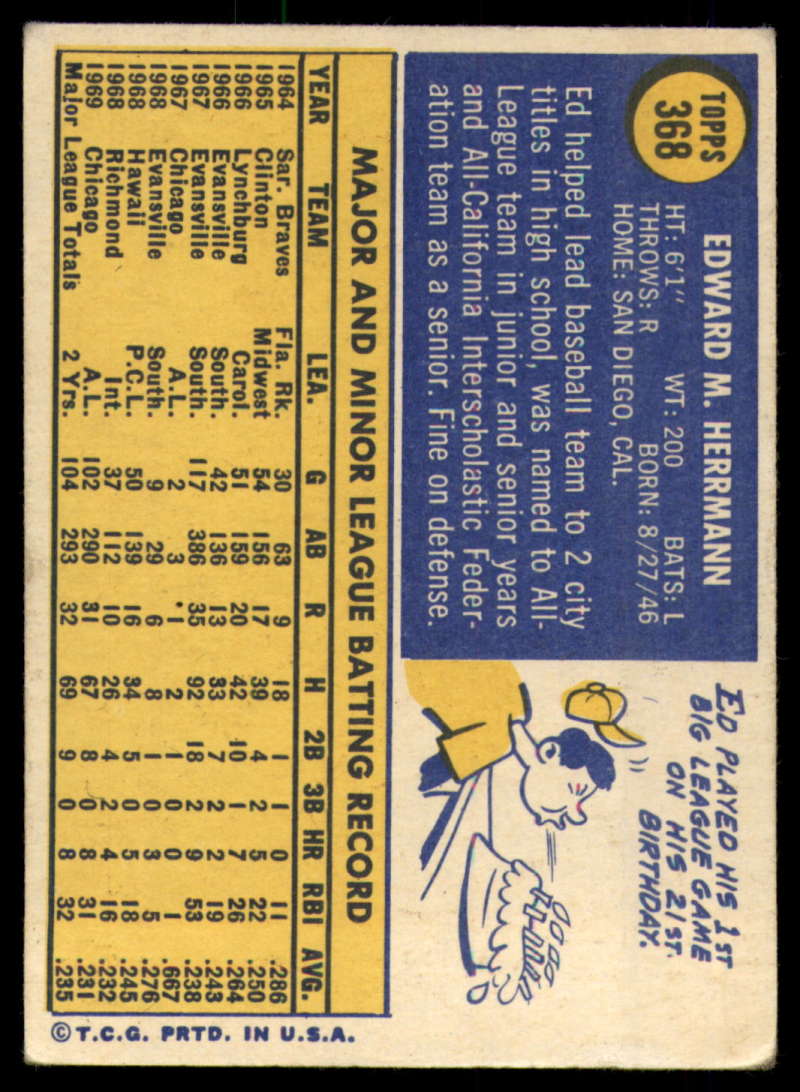 TOPPS
368
EDWARD M. HERRMANN
HT: 6'1" WT: 200 BATS: L
THROWS: R BORN: 8/27/46
HOME: SAN DIEGO, CAL.
Ed helped lead baseball team to 2 city
titles in high school, was named to All-
League team in junior and senior years
and All-California Interscholastic Feder-
ation team as a senior. Fine on defense.
ED PLAYED HIS 1ST
BIG LEAGUE GAME
ON HIS 21ST
BIRTHDAY.
MAJOR AND MINOR LEAGUE BATTING RECORD
YEAR TEAM LEA. G AB R H 2B 3B HR RBI AVG.
1964 Sar. Braves Fla. Rk. 30 63 9 18 1 1 0 11 .286
1965 Clinton Midwest 54 156 17 39 4 2 5 22 .250
1966 Lynchburg Carol. 51 159 20 42 10 1 7 26 .264
1966 Evansville South. 42 136 13 33 7 2 2 19 .243
1967 Evansville South. 117 386 35 92 18 2 9 53 .238
1967 Chicago A.L. 2 3 1 2 1 0 0 1 .667
1968 Evansville South. 9 29 6 8 1 0 3 5 .276
1968 Hawaii P.C.L. 50 139 16 34 5 0 5 18 .245
1968 Richmond Int. 37 112 10 26 4 2 4 16 .232
1969 Chicago A.L. 102 290 31 67 8 0 8 31 .231
Major League Totals 2 Yrs. 104 293 32 69 9 0 8 32 .235
© T.C.G. PRTD. IN U.S.A.